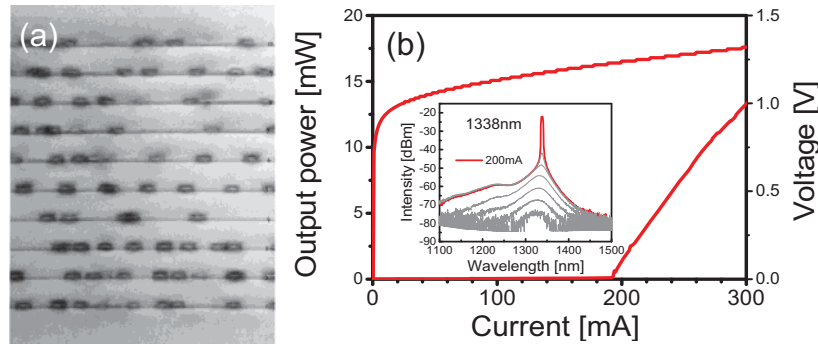 (a)
(b)
Output power [mW]
20
15
10
5
0
0
100
200
300
Current [mA]
1.5
1.0
0.5
0.0
Voltage [V]
1338nm
200mA
Intensity [dBm]
-20
-30
-40
-50
-60
-70
-80
-90
1100
1200
1300
1400
1500
Wavelength [nm]